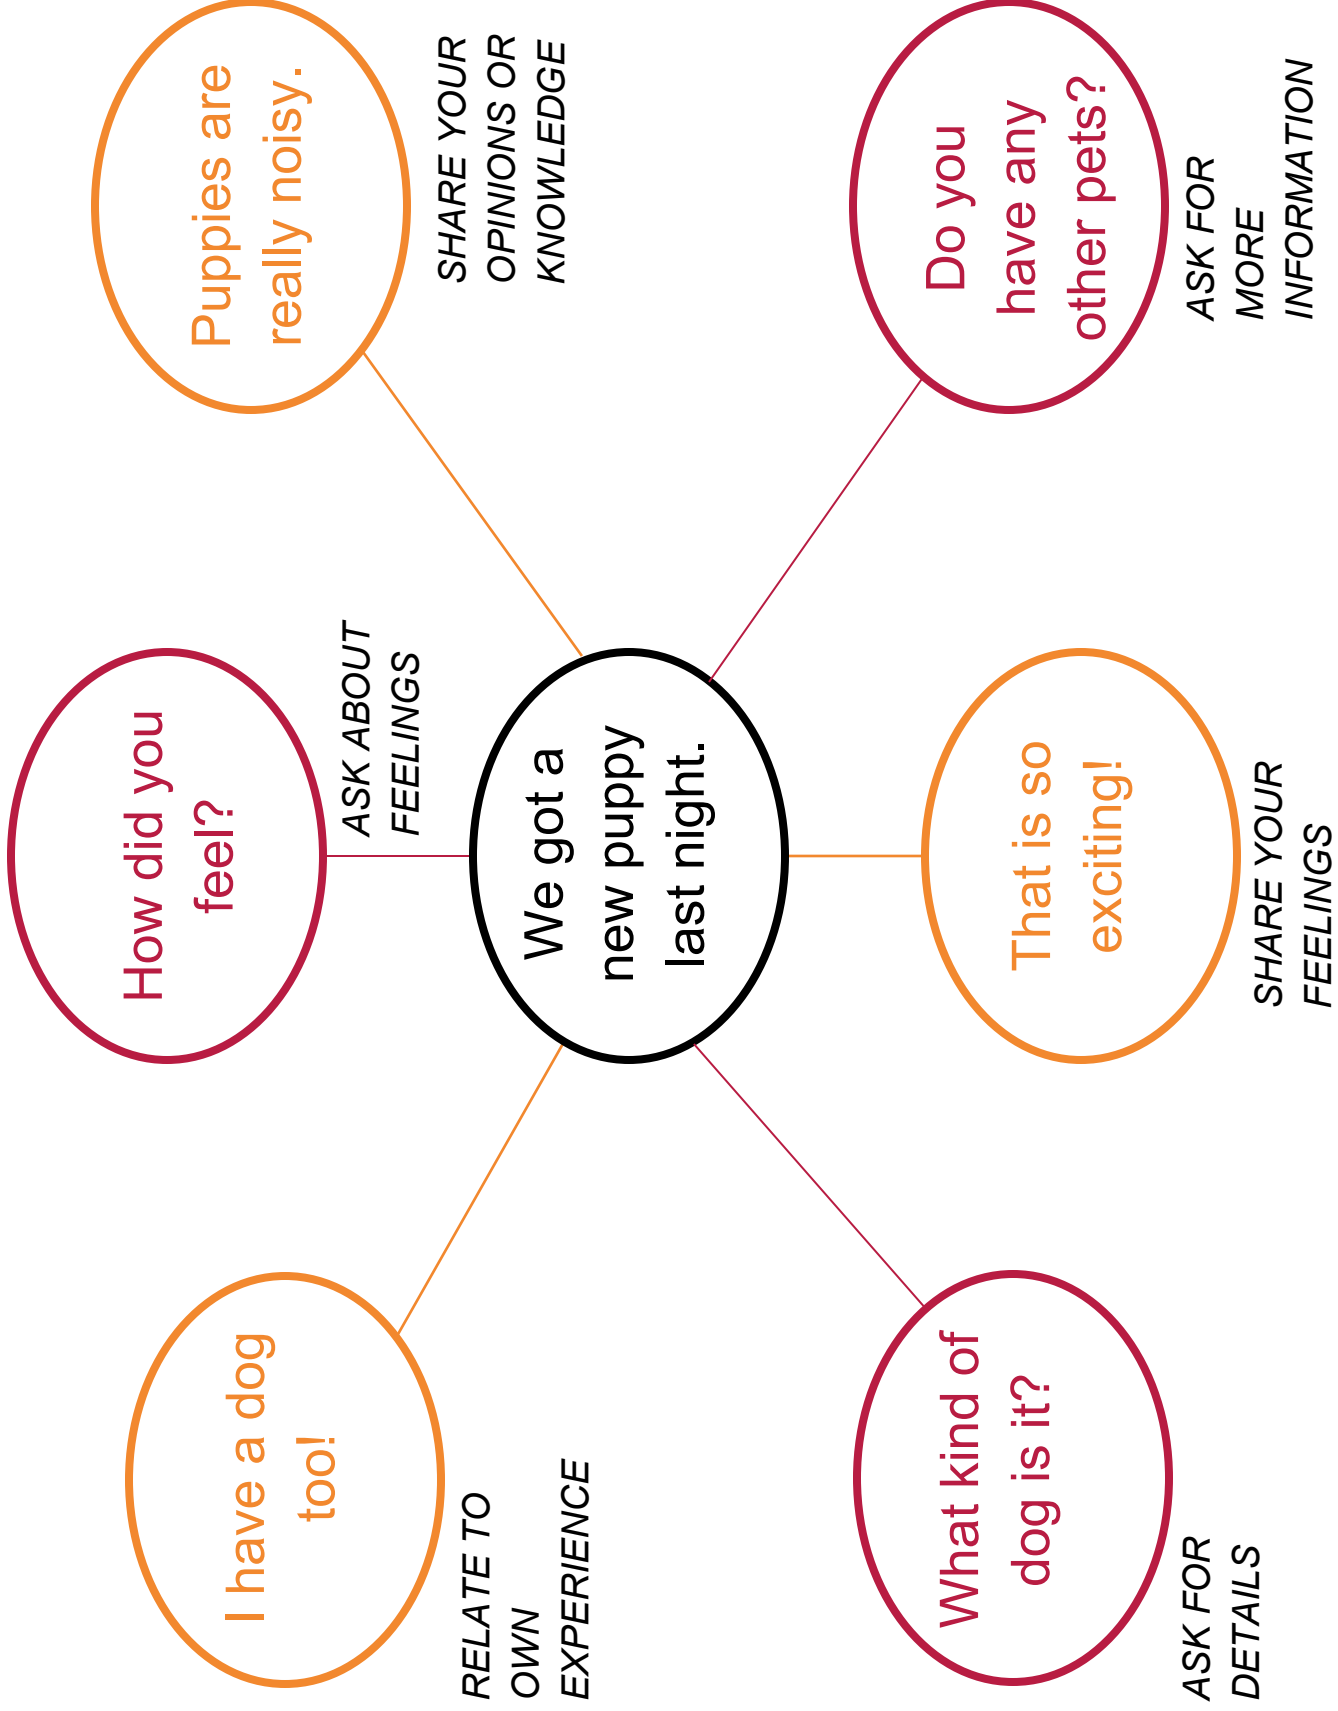 I have a dog
too!
RELATE TO
OWN
EXPERIENCE
How did you
feel?
ASK ABOUT
FEELINGS
Puppies are
really noisy.
SHARE YOUR
OPINIONS OR
KNOWLEDGE
We got a
new puppy
last night.
What kind of
dog is it?
ASK FOR
DETAILS
That is so
exciting!
SHARE YOUR
FEELINGS
Do you
have any
other pets?
ASK FOR
MORE
INFORMATION